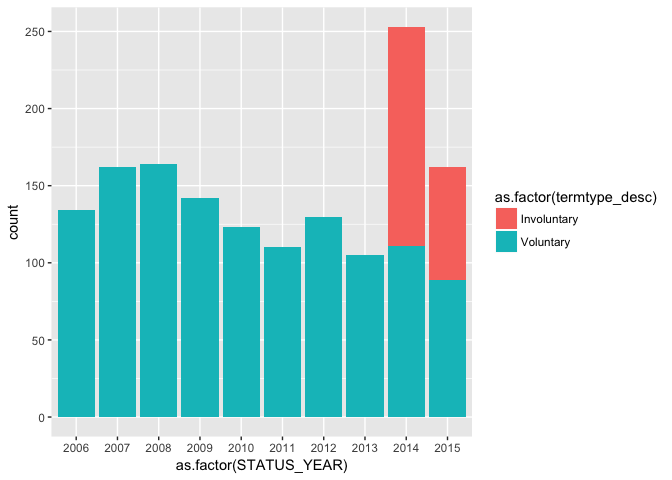 250
200
150
100
50
0
count
2006 2007 2008 2009 2010 2011 2012 2013 2014 2015
as.factor(STATUS_YEAR)
as.factor(termtype_desc)
Involuntary
Voluntary